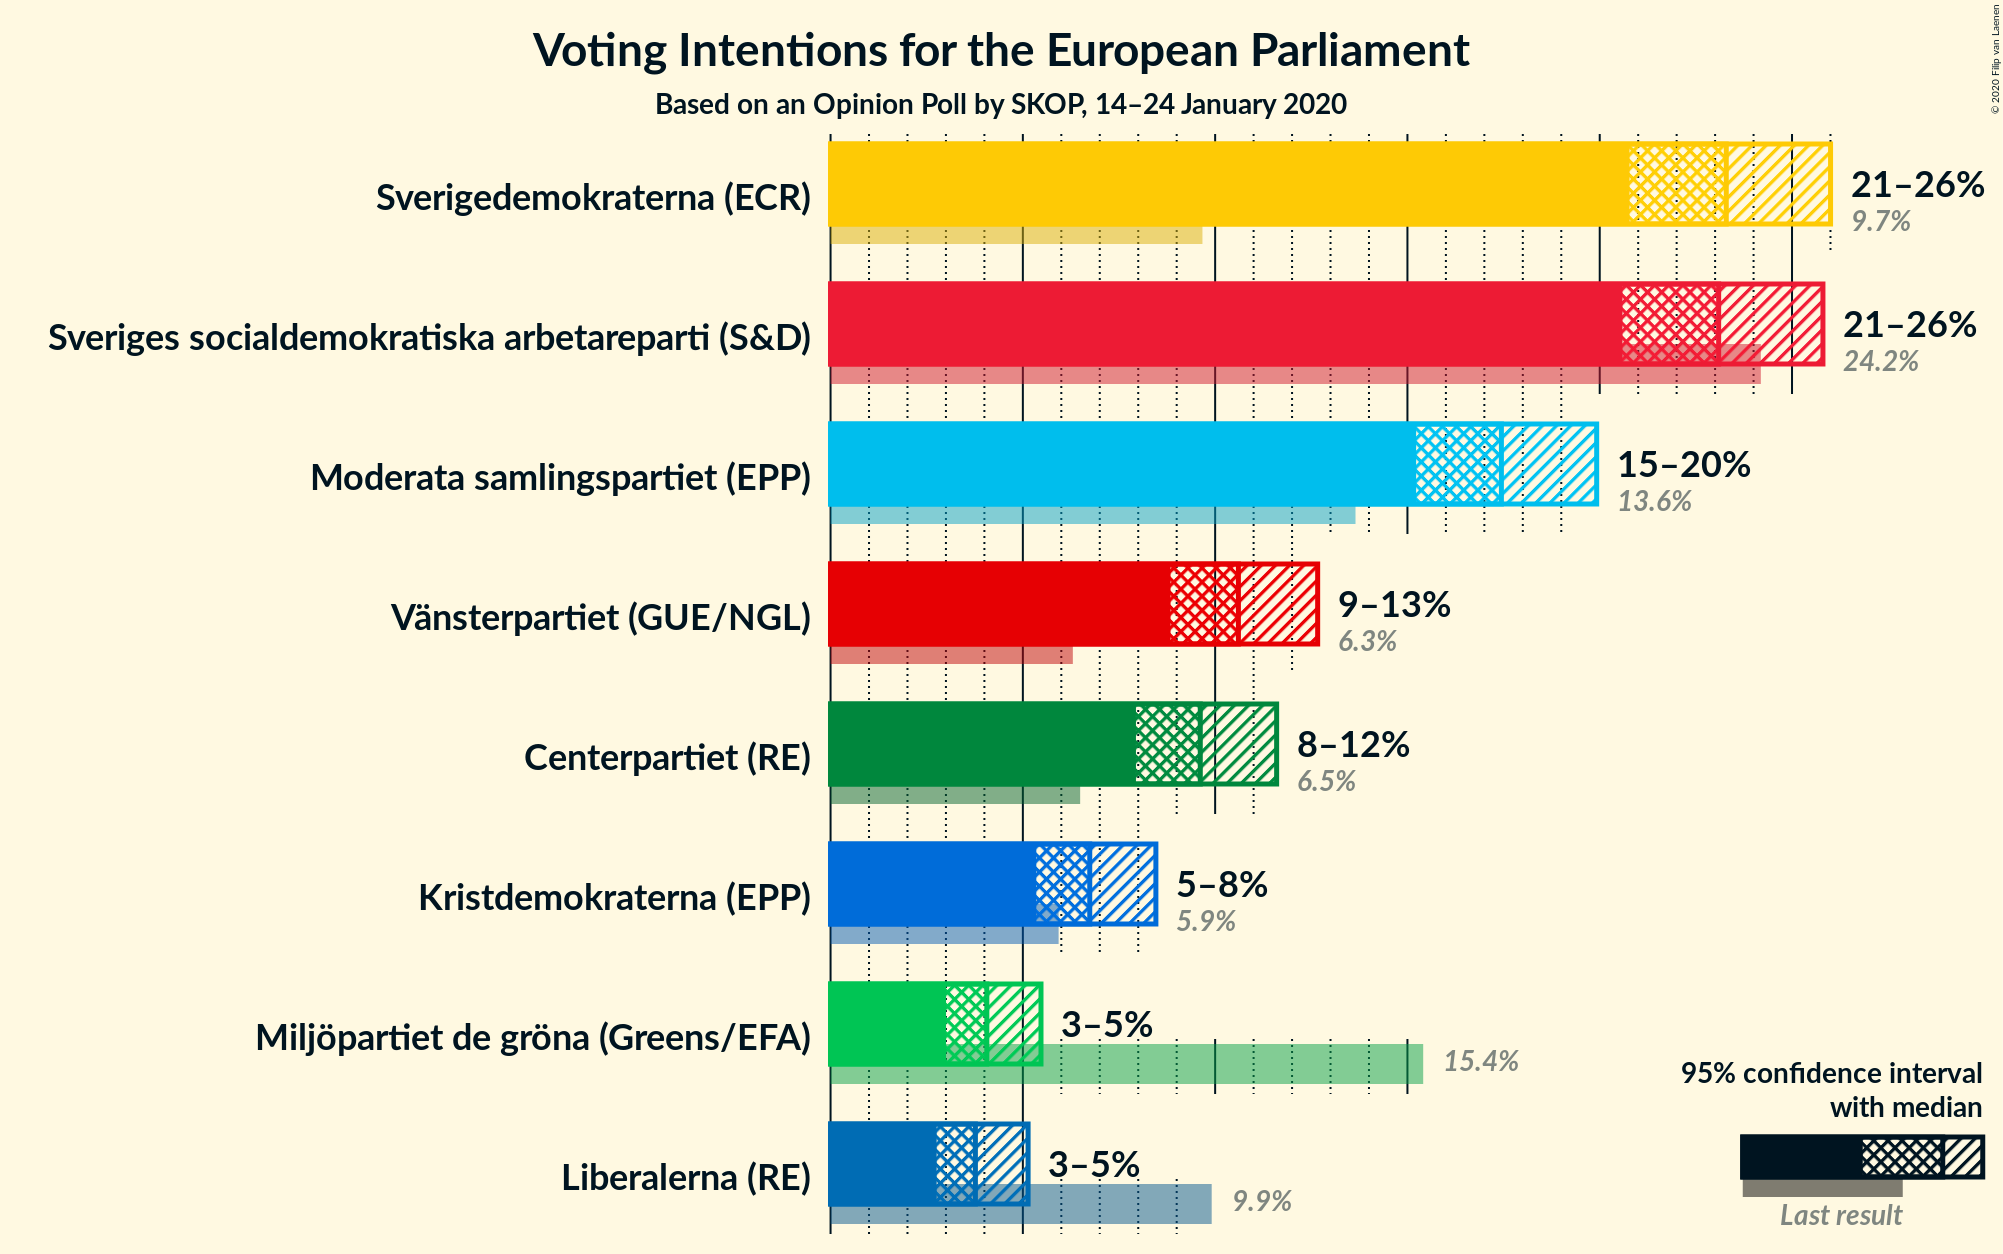 Voting Intentions for the European Parliament
Based on an Opinion Poll by SKOP, 14–24 January 2020
© 2020 Filip van Laenen
Sverigedemokraterna (ECR)
21–26%
9.7%
Sveriges socialdemokratiska arbetareparti (S&D)
21–26%
24.2%
Moderata samlingspartiet (EPP)
15–20%
13.6%
Vänsterpartiet (GUE/NGL)
9–13%
6.3%
Centerpartiet (RE)
8–12%
6.5%
Kristdemokraterna (EPP)
5–8%
5.9%
Miljöpartiet de gröna (Greens/EFA)
3–5%
15.4%
Liberalerna (RE)
3–5%
9.9%
95% confidence interval
with median
Last result